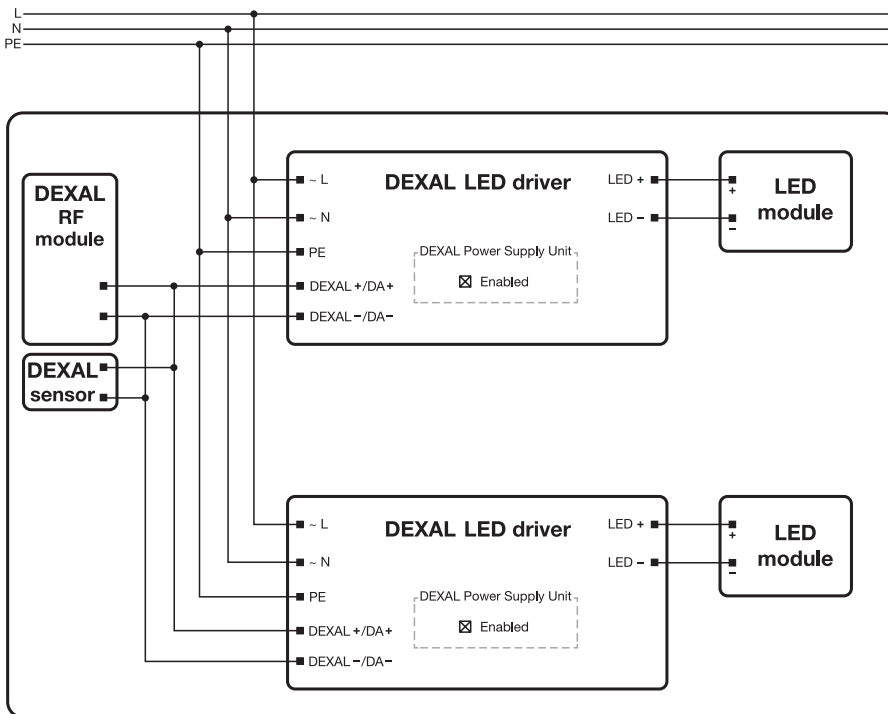 L
N
PE
DEXAL
RF
module
DEXAL
sensor
~ L
~ N
PE
DEXAL +/DA+
DEXAL −/DA−
DEXAL LED driver
DEXAL Power Supply Unit
Enabled
LED +
LED −
+
−
LED
module
~ L
~ N
PE
DEXAL +/DA+
DEXAL −/DA−
DEXAL LED driver
DEXAL Power Supply Unit
Enabled
LED +
LED −
+
−
LED
module